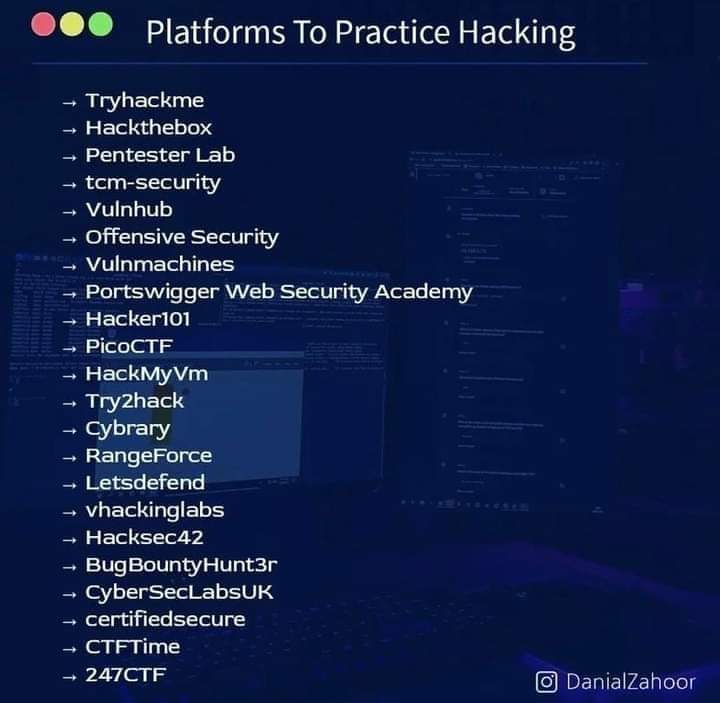 Platforms To Practice Hacking
→ Tryhackme
→ Hackthebox
→ Pentester Lab
→ tcm-security
→ Vulnhub
→ Offensive Security
→ Vulnmachines
→ Portswigger Web Security Academy
→ Hacker101
→ PicoCTF
→ HackMyVm
→ Try2hack
→ Cybrary
→ RangeForce
→ Letsdefend
→ vhackinglabs
→ Hacksec42
→ BugBountyHunt3r
→ CyberSecLabsUK
→ certifiedsecure
→ CTFTime
→ 247CTF
DanialZahoor